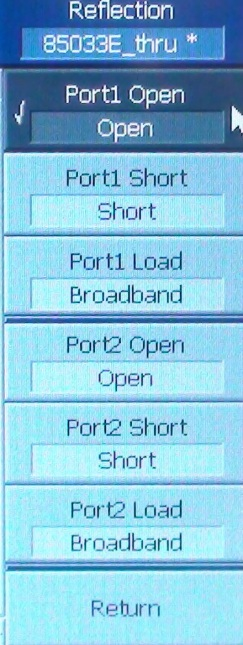 Reflection
85033E_thru *
Port1 Open
Open
Port1 Short
Short
Port1 Load
Broadband
Port2 Open
Open
Port2 Short
Short
Port2 Load
Broadband
Return